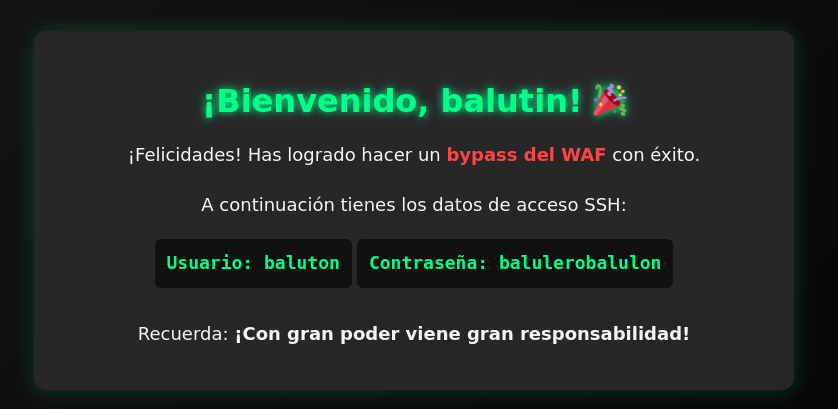 ¡Bienvenido, balutin! 🎉
¡Felicidades! Has logrado hacer un bypass del WAF con éxito.
A continuación tienes los datos de acceso SSH:
Usuario: baluton Contraseña: balulerobalulon
Recuerda: ¡Con gran poder viene gran responsabilidad!